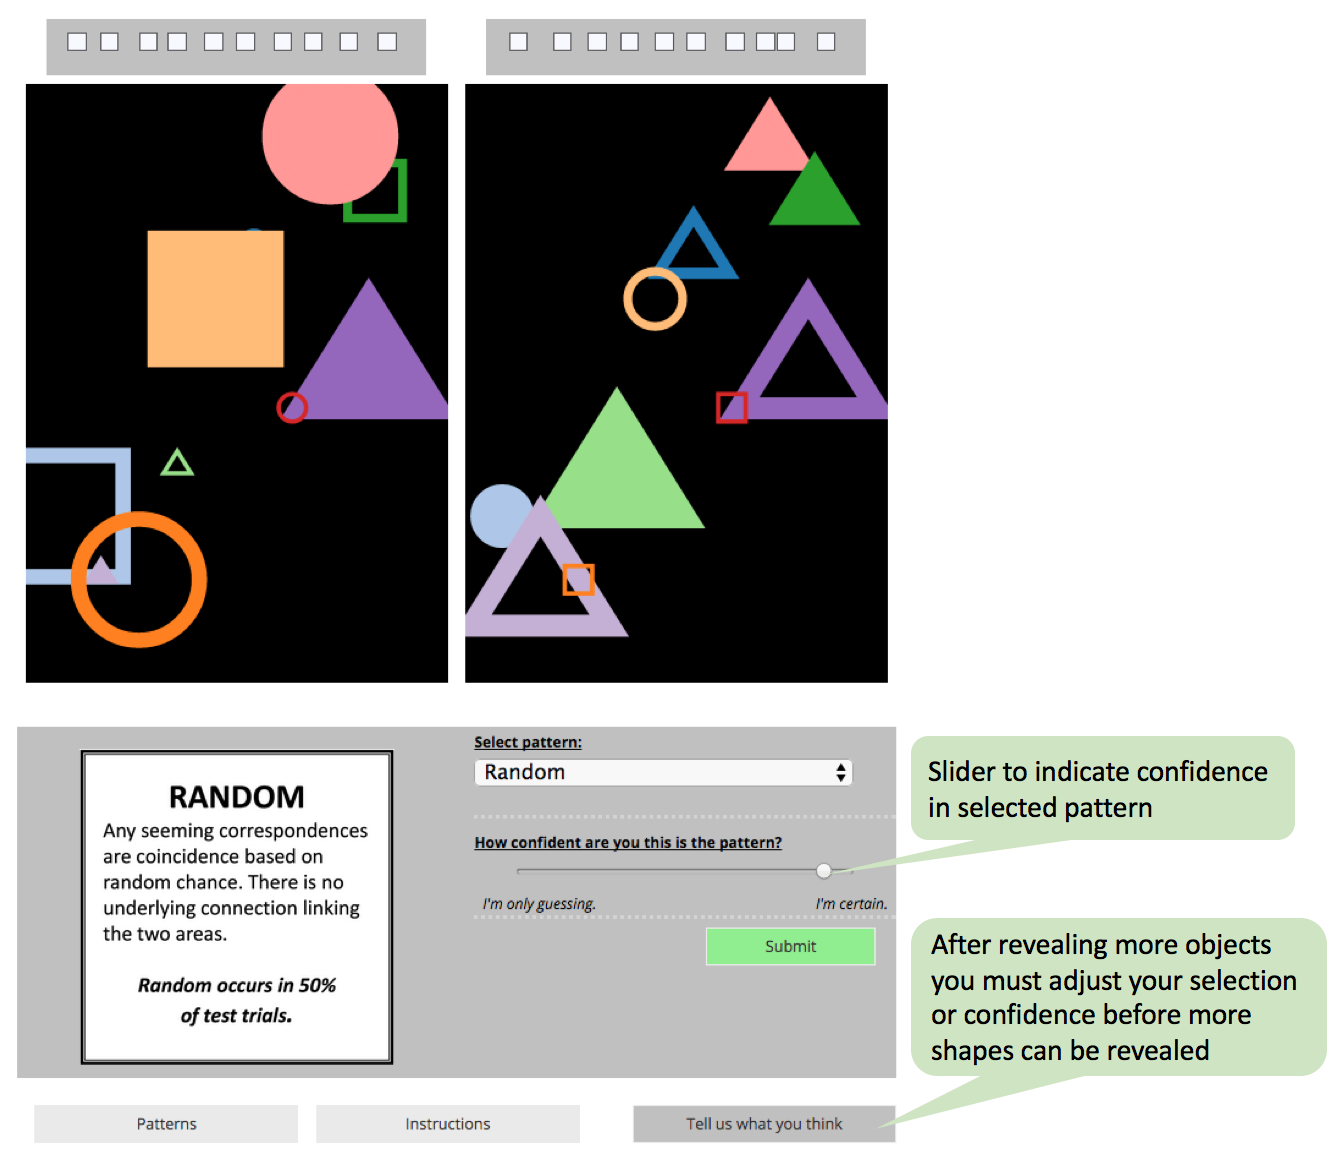 Select pattern:
Random
RANDOM
Any seeming correspondences
are coincidence based on
random chance. There is no
underlying connection linking
the two areas.
Random occurs in 50%
of test trials.
How confident are you this is the pattern?
I'm only guessing.
I'm certain.
Submit
Slider to indicate confidence
in selected pattern
After revealing more objects
you must adjust your selection
or confidence before more
shapes can be revealed
Patterns
Instructions
Tell us what you think